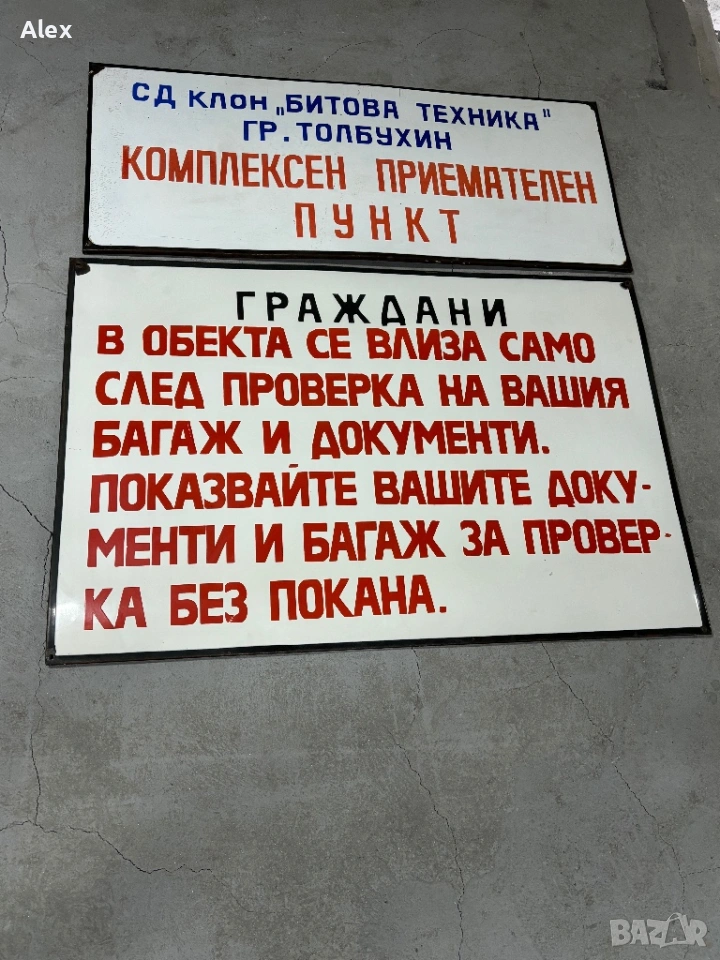 Alex
СД клон „БИТОВА ТЕХНИКА"
ГР. ТОЛБУХИН
КОМПЛЕКСЕН ПРИЕМАТЕЛЕН
ПУНКТ
ГРАЖДАНИ
В ОБЕКТА СЕ ВЛИЗА САМО
СЛЕД ПРОВЕРКА НА ВАШИЯ
БАГАЖ И ДОКУМЕНТИ.
ПОКАЗВАЙТЕ ВАШИТЕ ДОКУ-
МЕНТИ И БАГАЖ ЗА ПРОВЕР-
КА БЕЗ ПОКАНА.
BAZAR